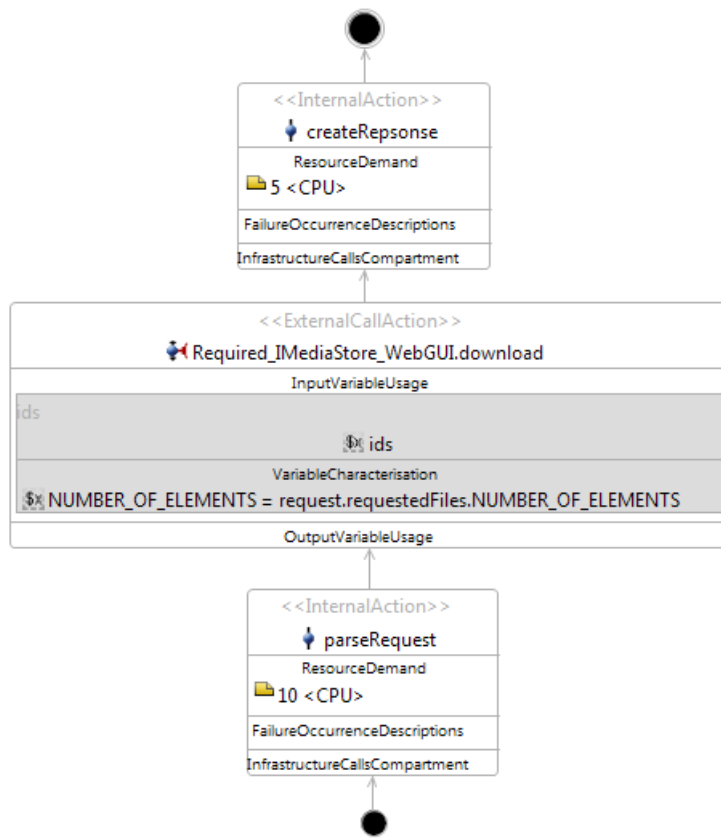 <<InternalAction>>
createRepsonse
ResourceDemand
5 <CPU>
FailureOccurrenceDescriptions
InfrastructureCallsCompartment
<<ExternalCallAction>>
Required_IMediaStore_WebGUI.download
InputVariableUsage
ids
ids
VariableCharacterisation
NUMBER_OF_ELEMENTS = request.requestedFiles.NUMBER_OF_ELEMENTS
OutputVariableUsage
<<InternalAction>>
parseRequest
ResourceDemand
10 <CPU>
FailureOccurrenceDescriptions
InfrastructureCallsCompartment